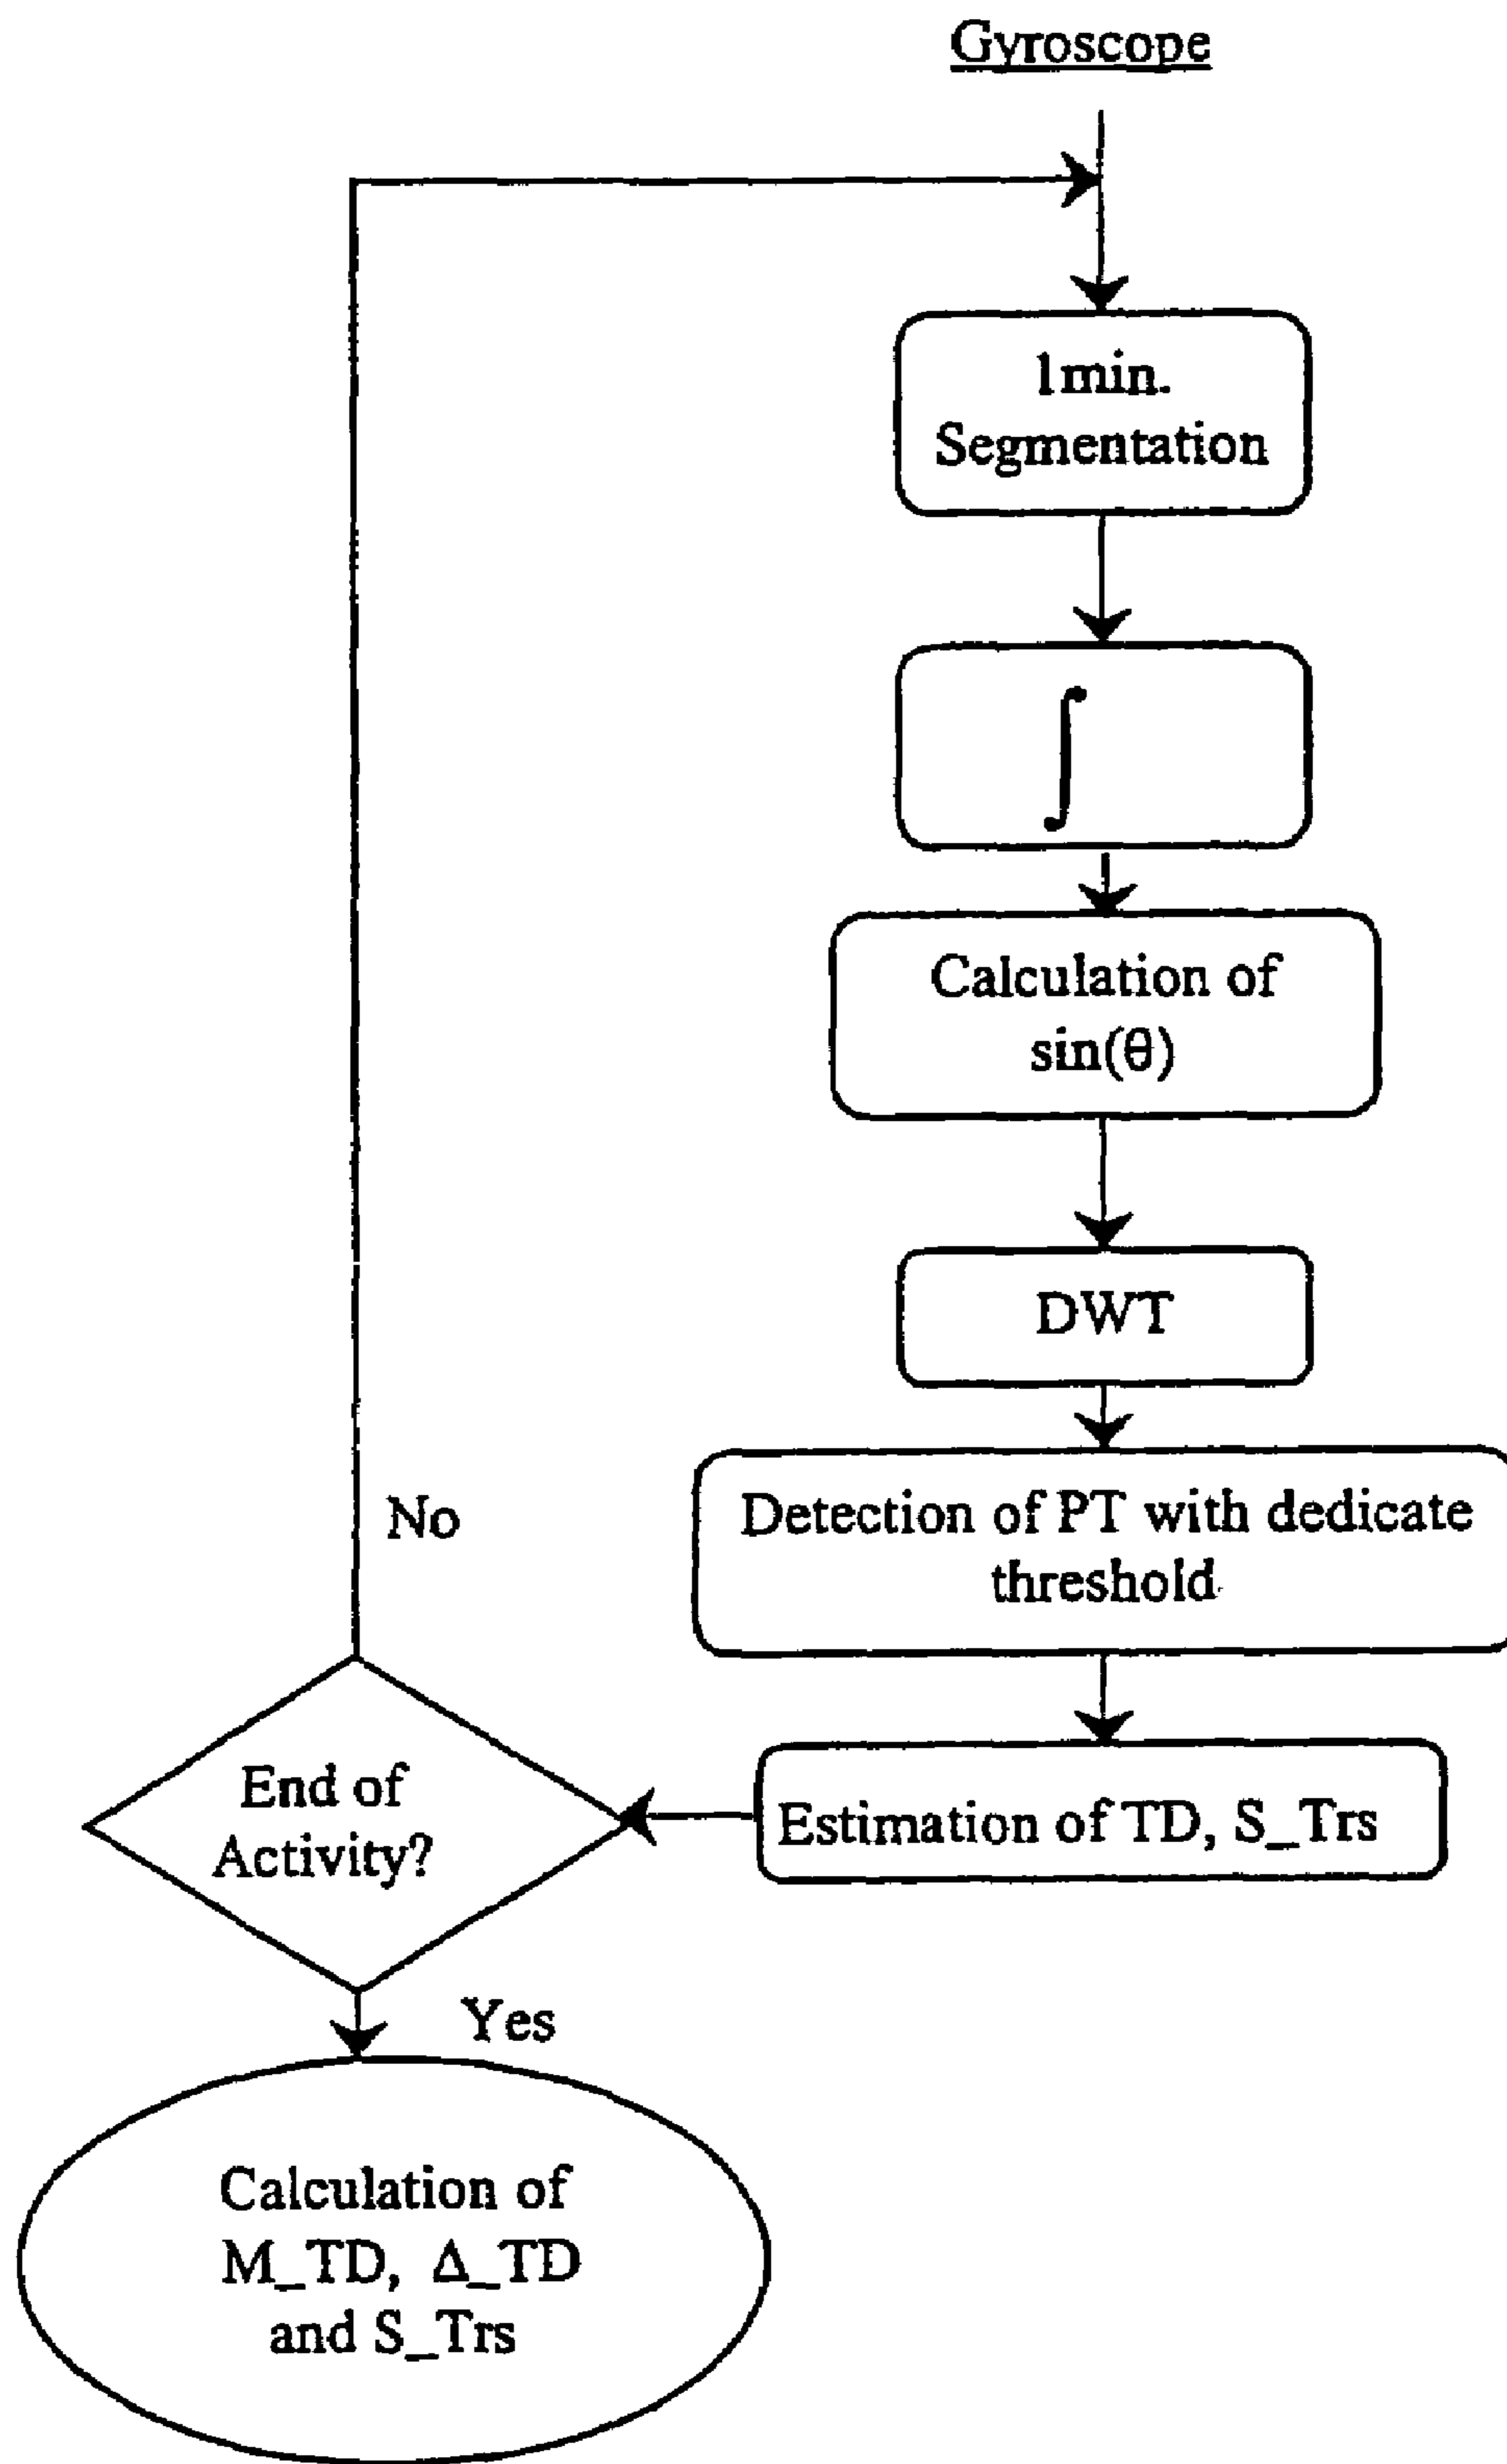 Gyroscope
1min.
Segmentation
∫
Calculation of
sin(θ)
DWT
Detection of PT with dedicate
threshold
No
End of
Activity?
Estimation of TD, S_Trs
Yes
Calculation of
M_TD, Δ_TD
and S_Trs